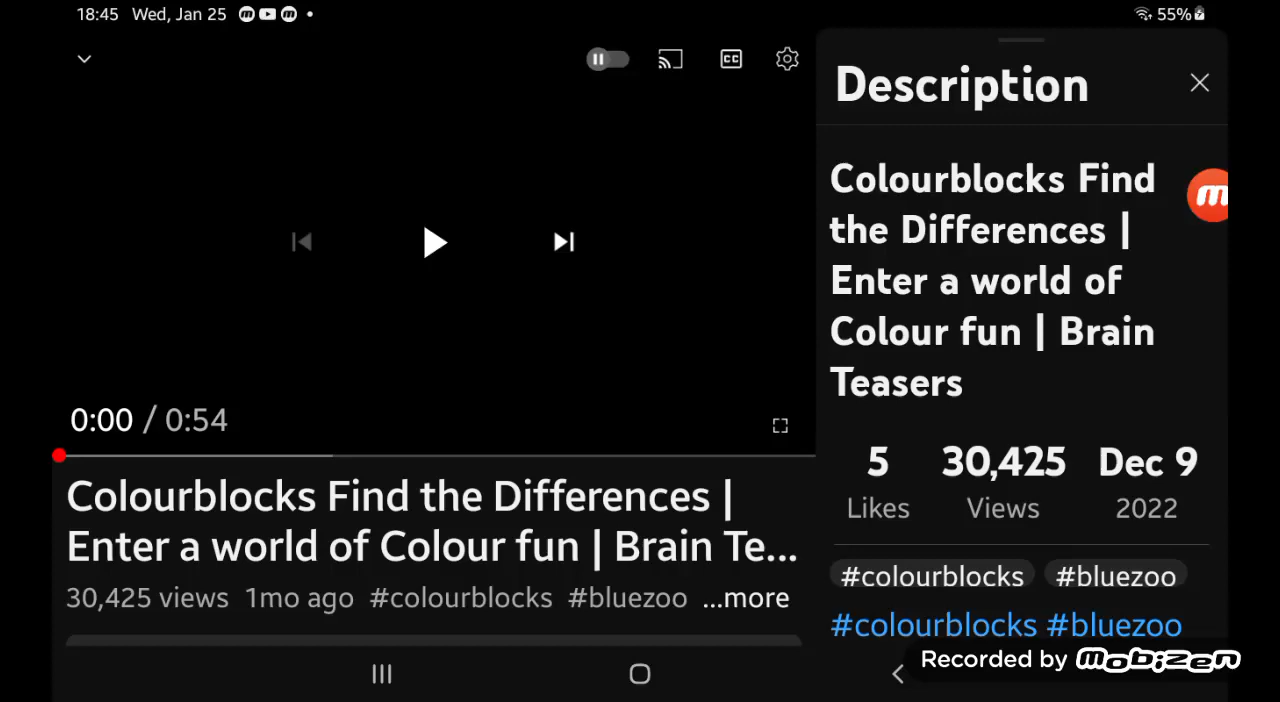 18:45 Wed, Jan 25
55%
CC
Description
Colourblocks Find
the Differences |
Enter a world of
Colour fun | Brain
Teasers
5
Likes
30,425
Views
Dec 9
2022
#colourblocks #bluezoo
#colourblocks #bluezoo
0:00 / 0:54
Colourblocks Find the Differences |
Enter a world of Colour fun | Brain Te...
30,425 views 1mo ago #colourblocks #bluezoo ...more
Recorded by mobizen